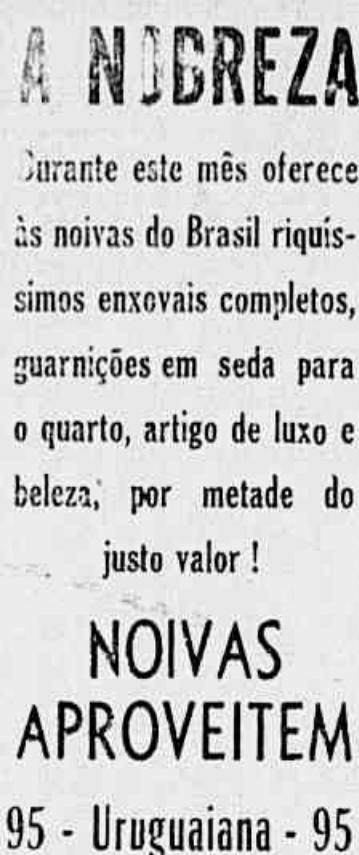 A NOBREZA
Durante este mês oferece
às noivas do Brasil riquís-
simos enxovais completos,
guarnições em seda para
o quarto, artigo de luxo e
beleza, por metade do
justo valor !
NOIVAS
APROVEITEM
95 - Uruguaiana - 95